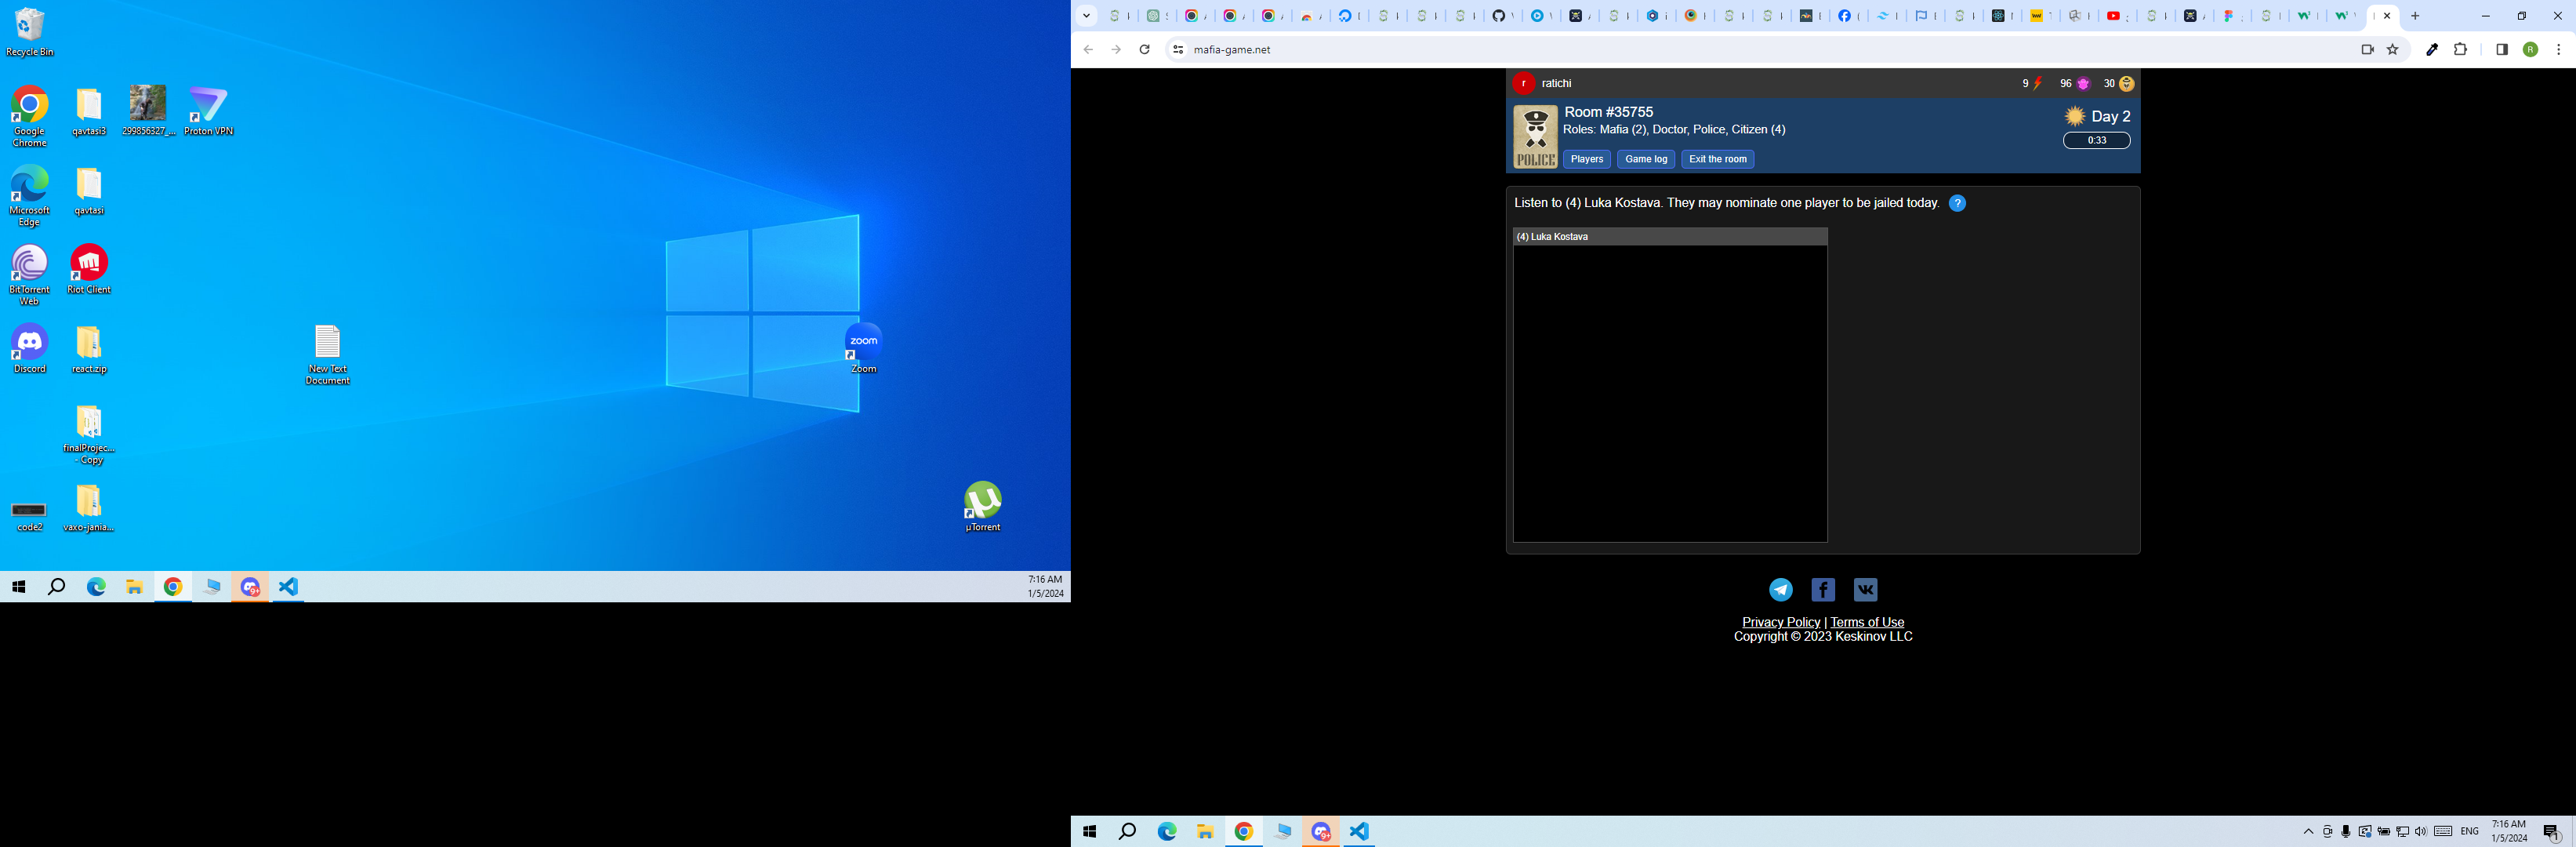 Recycle Bin
Google Chrome
qavtasi3
299856327_...
Proton VPN
Microsoft Edge
qavtasi
BitTorrent Web
Riot Client
Discord
react.zip
New Text Document
zoom
Zoom
finalProjec... - Copy
code2
vaxo-jania...
µTorrent
9+
7:16 AM
1/5/2024
mafia-game.net
R
r
ratichi
9
96
30
POLICE
Room #35755
Roles: Mafia (2), Doctor, Police, Citizen (4)
Players
Game log
Exit the room
Day 2
0:33
Listen to (4) Luka Kostava. They may nominate one player to be jailed today.
?
(4) Luka Kostava
Privacy Policy | Terms of Use
Copyright © 2023 Keskinov LLC
9+
ENG
7:16 AM
1/5/2024
1